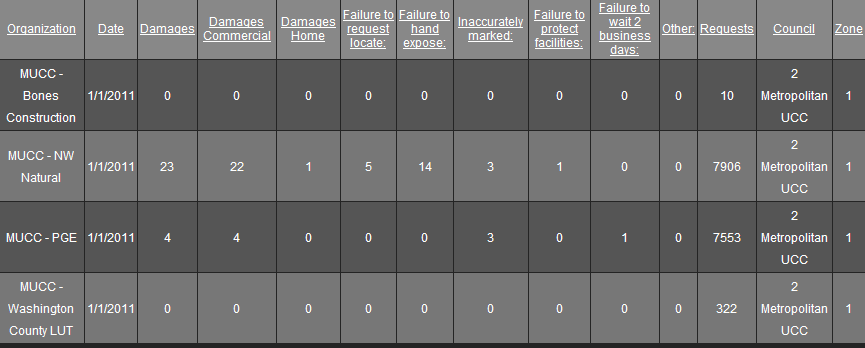 Organization Date Damages Damages Commercial Damages Home Failure to request locate: Failure to hand expose: Inaccurately marked: Failure to protect facilities: Failure to wait 2 business days: Other: Requests Council Zone
MUCC - Bones Construction 1/1/2011 0 0 0 0 0 0 0 0 0 10 2 Metropolitan UCC 1
MUCC - NW Natural 1/1/2011 23 22 1 5 14 3 1 0 0 7906 2 Metropolitan UCC 1
MUCC - PGE 1/1/2011 4 4 0 0 0 3 0 1 0 7553 2 Metropolitan UCC 1
MUCC - Washington County LUT 1/1/2011 0 0 0 0 0 0 0 0 0 322 2 Metropolitan UCC 1